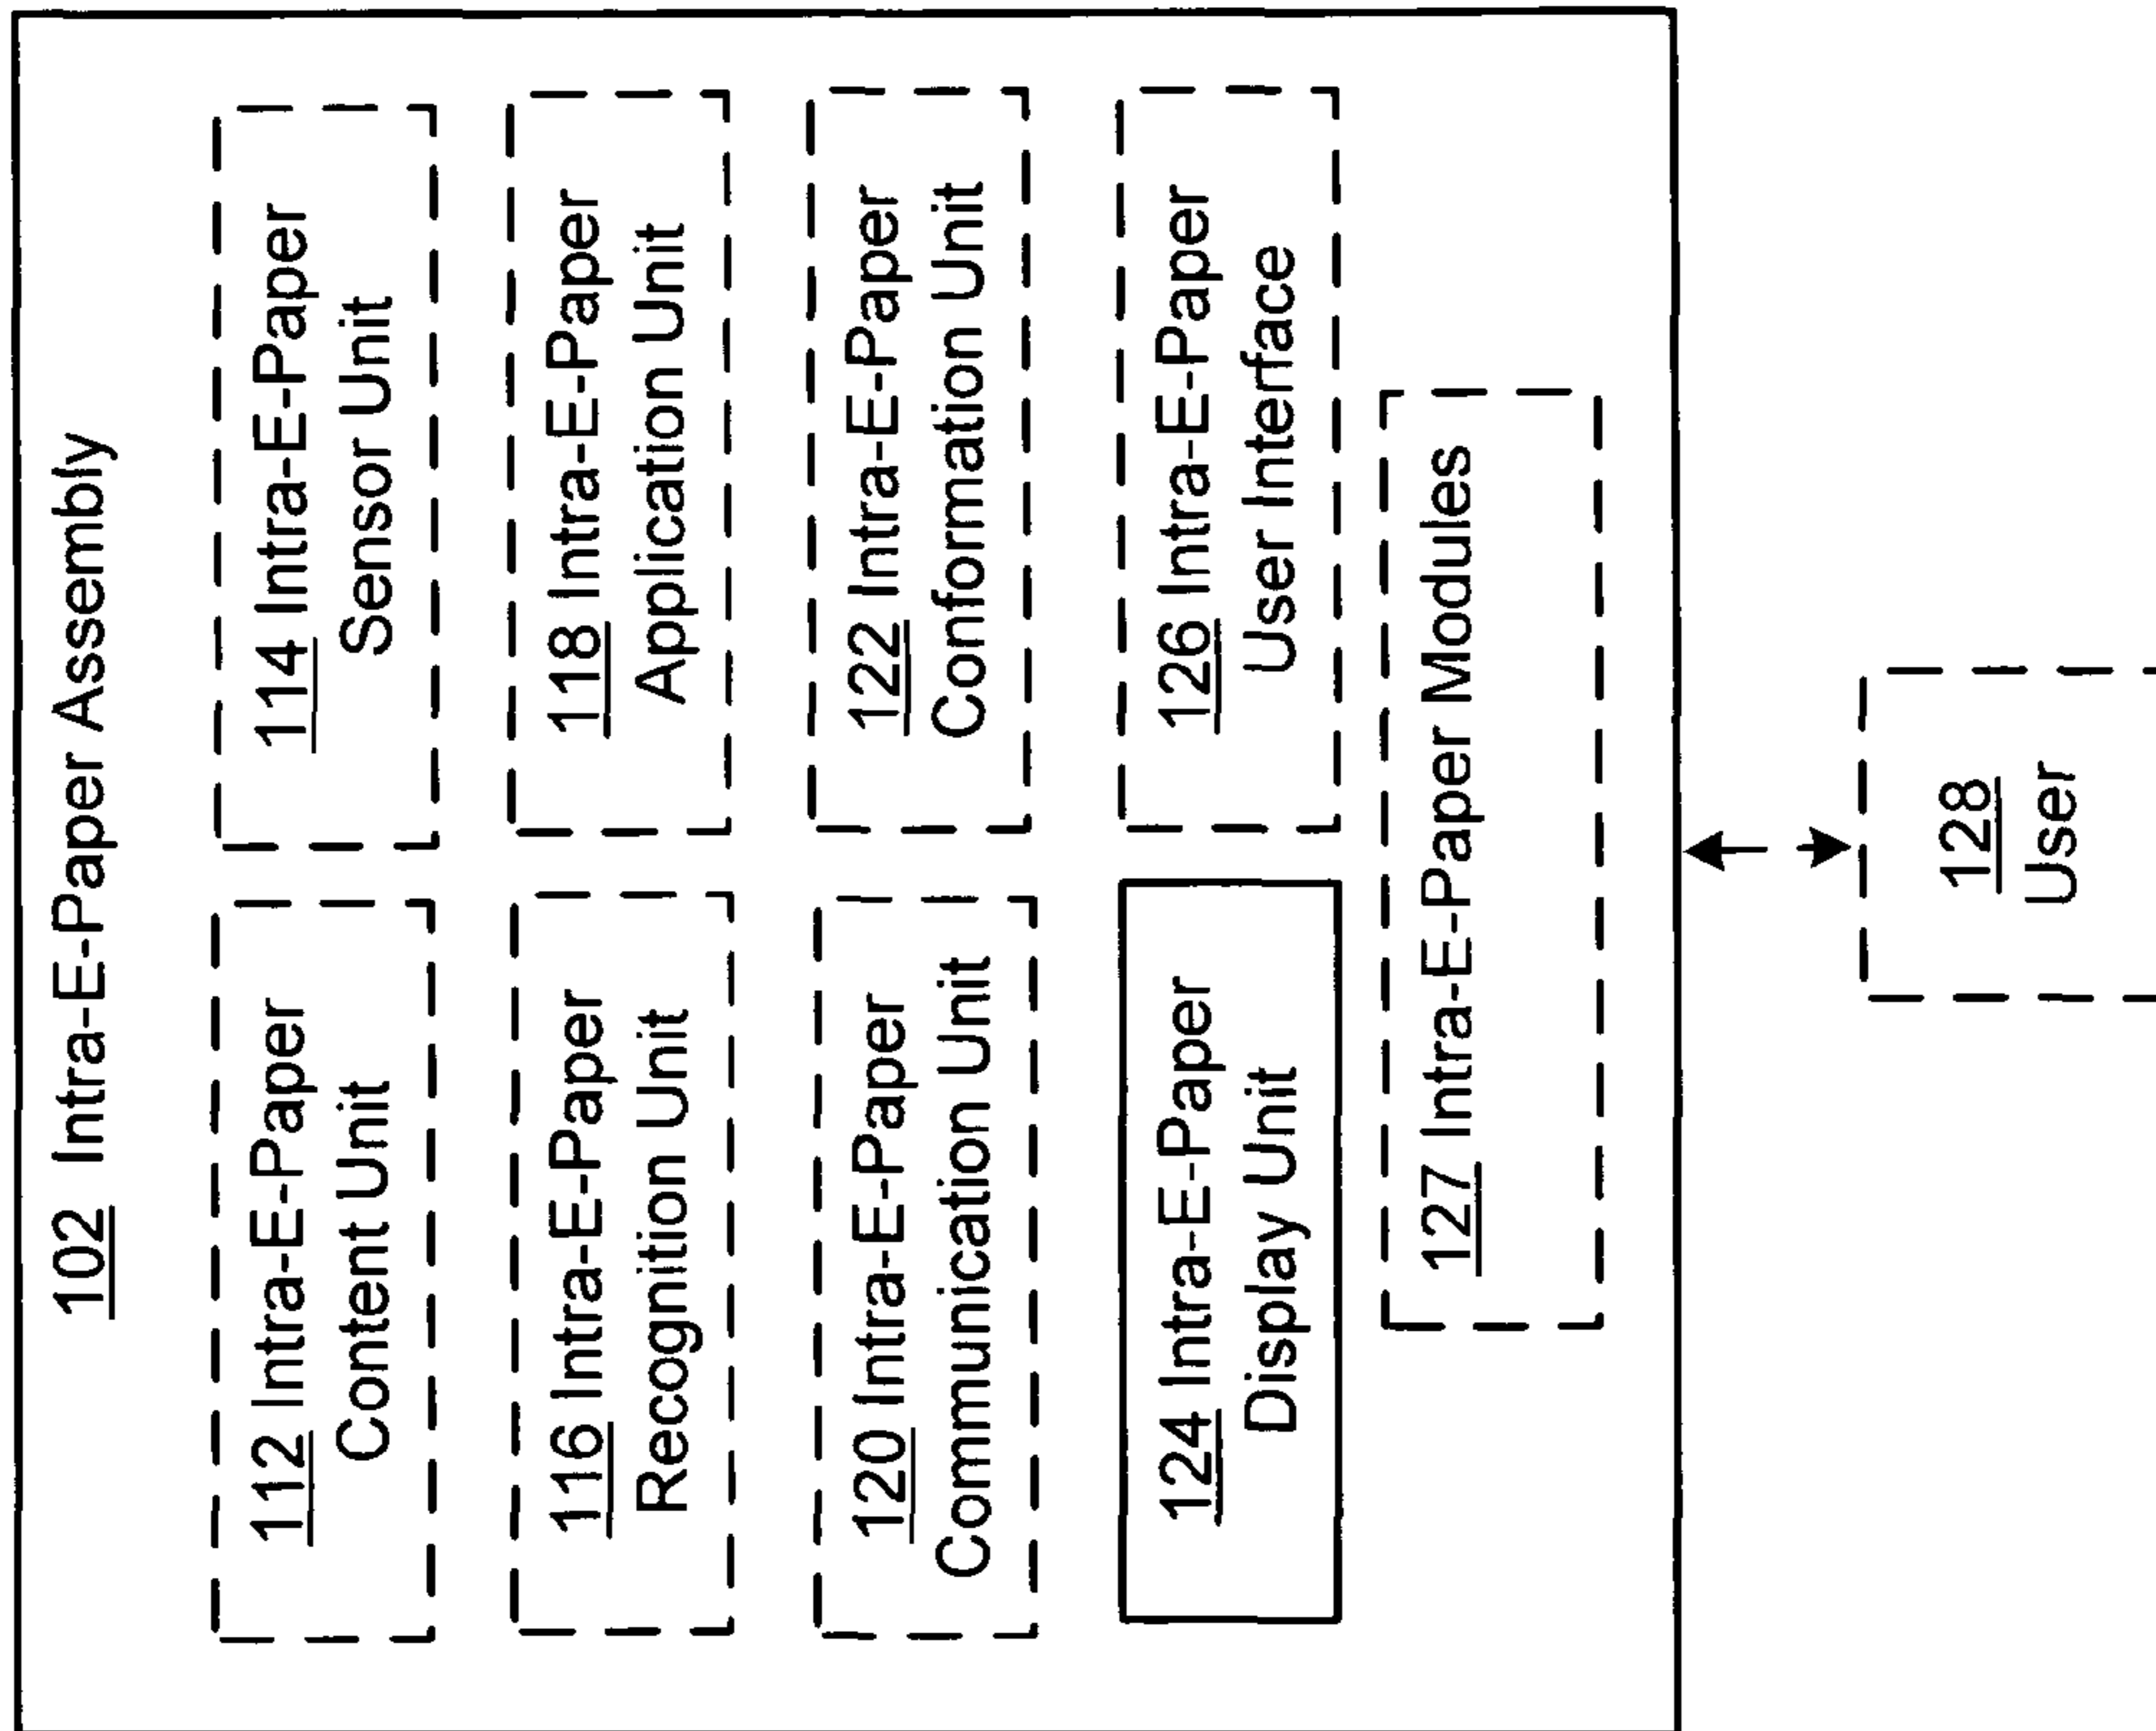 102 Intra-E-Paper Assembly
112 Intra-E-Paper
Content Unit
114 Intra-E-Paper
Sensor Unit
116 Intra-E-Paper
Recognition Unit
118 Intra-E-Paper
Application Unit
120 Intra-E-Paper
Communication Unit
122 Intra-E-Paper
Conformation Unit
124 Intra-E-Paper
Display Unit
126 Intra-E-Paper
User Interface
127 Intra-E-Paper Modules
128
User